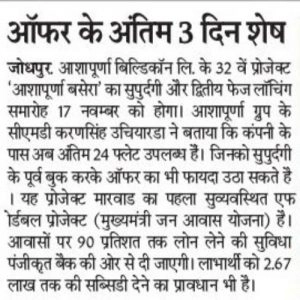 ऑफर के अंतिम 3 दिन शेष
जोधपुर. आशापूर्णा बिल्डिकॉन लि. के 32 वें प्रोजेक्ट
'आशापूर्णा बसेरा' का सुपुर्दगी और द्वितीय फेज लॉचिंग
समारोह 17 नवम्बर को होगा। आशापूर्णा ग्रुप के
सीएमडी करणसिंह उचियारडा ने बताया कि कंपनी के
पास अब अंतिम 24 फ्लेट उपलब्ध है। जिनको सुपुर्दगी
के पूर्व बुक करके ऑफर का भी फायदा उठा सकते है
। यह प्रोजेक्ट मारवाड का पहला सुव्यवस्थित एफ
ोर्डेबल प्रोजेक्ट (मुख्यमंत्री जन आवास योजना) है।
आवासों पर 90 प्रतिशत तक लोन लेने की सुविधा
पंजीकृत बैंक की ओर से दी जाएगी। लाभार्थी को 2.67
लाख तक की सब्सिडी देने का प्रावधान भी है।